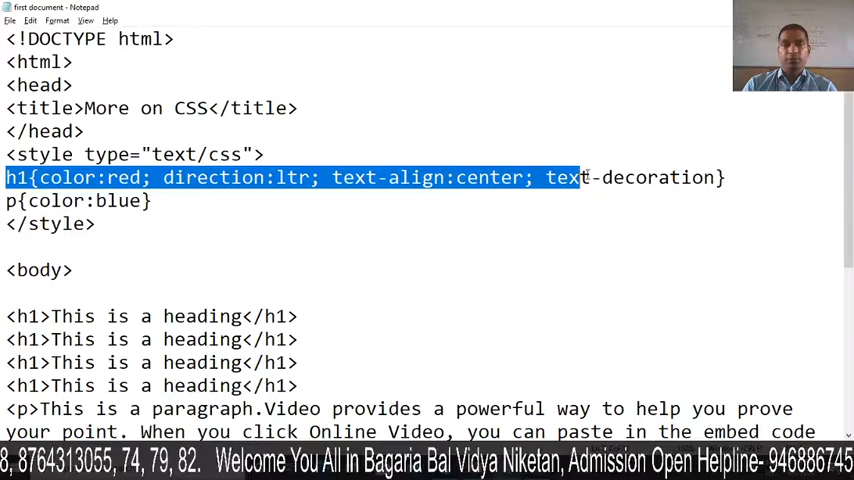 first document - Notepad
File Edit Format View Help
<!DOCTYPE html>
<html>
<head>
<title>More on CSS</title>
</head>
<style type="text/css">
h1{color:red; direction:ltr; text-align:center; text-decoration}
p{color:blue}
</style>
<body>
<h1>This is a heading</h1>
<h1>This is a heading</h1>
<h1>This is a heading</h1>
<h1>This is a heading</h1>
<p>This is a paragraph.Video provides a powerful way to help you prove
your point. When you click Online Video, you can paste in the embed code
8, 8764313055, 74, 79, 82. Welcome You All in Bagaria Bal Vidya Niketan, Admission Open Helpline- 946886745